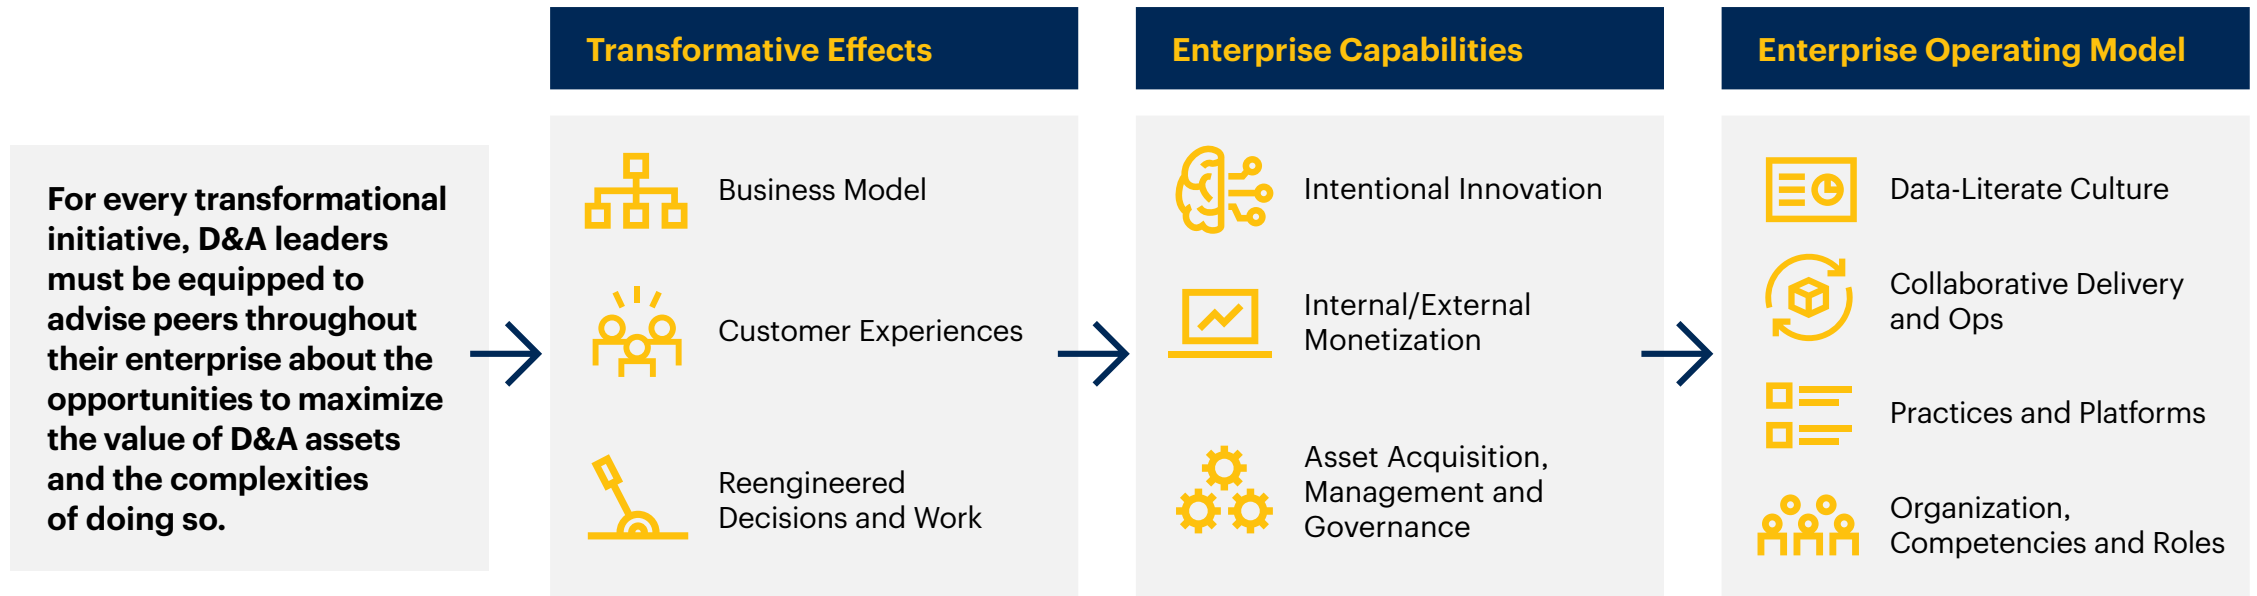 For every transformational
initiative, D&A leaders
must be equipped to
advise peers throughout
their enterprise about the
opportunities to maximize
the value of D&A assets
and the complexities
of doing so.
Transformative Effects
Business Model
Customer Experiences
Reengineered
Decisions and Work
Enterprise Capabilities
Intentional Innovation
Internal/External
Monetization
Asset Acquisition,
Management and
Governance
Enterprise Operating Model
Data-Literate Culture
Collaborative Delivery
and Ops
Practices and Platforms
Organization,
Competencies and Roles